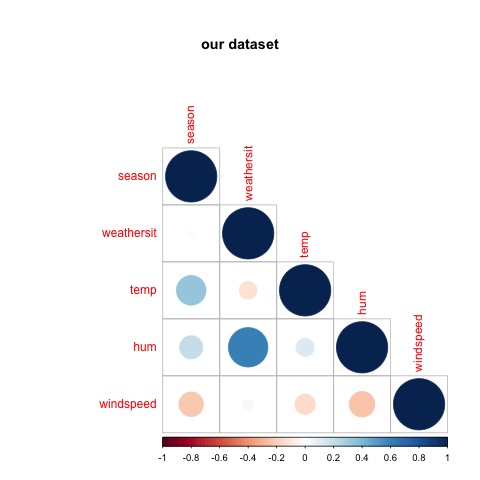 our dataset
season
weathersit
temp
hum
windspeed
season
weathersit
temp
hum
windspeed
-1 -0.8 -0.6 -0.4 -0.2 0 0.2 0.4 0.6 0.8 1